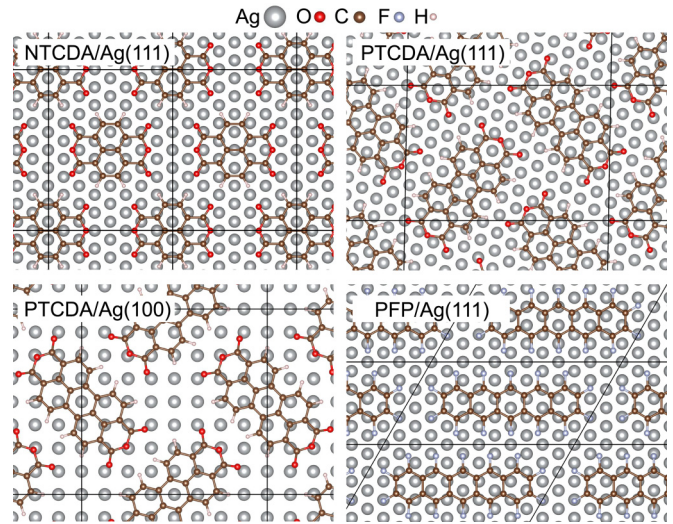 Ag O C F H
NTCDA/Ag(111)
PTCDA/Ag(111)
PTCDA/Ag(100)
PFP/Ag(111)